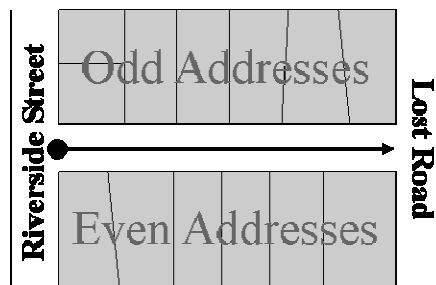 Riverside Street
Odd Addresses
Even Addresses
Lost Road